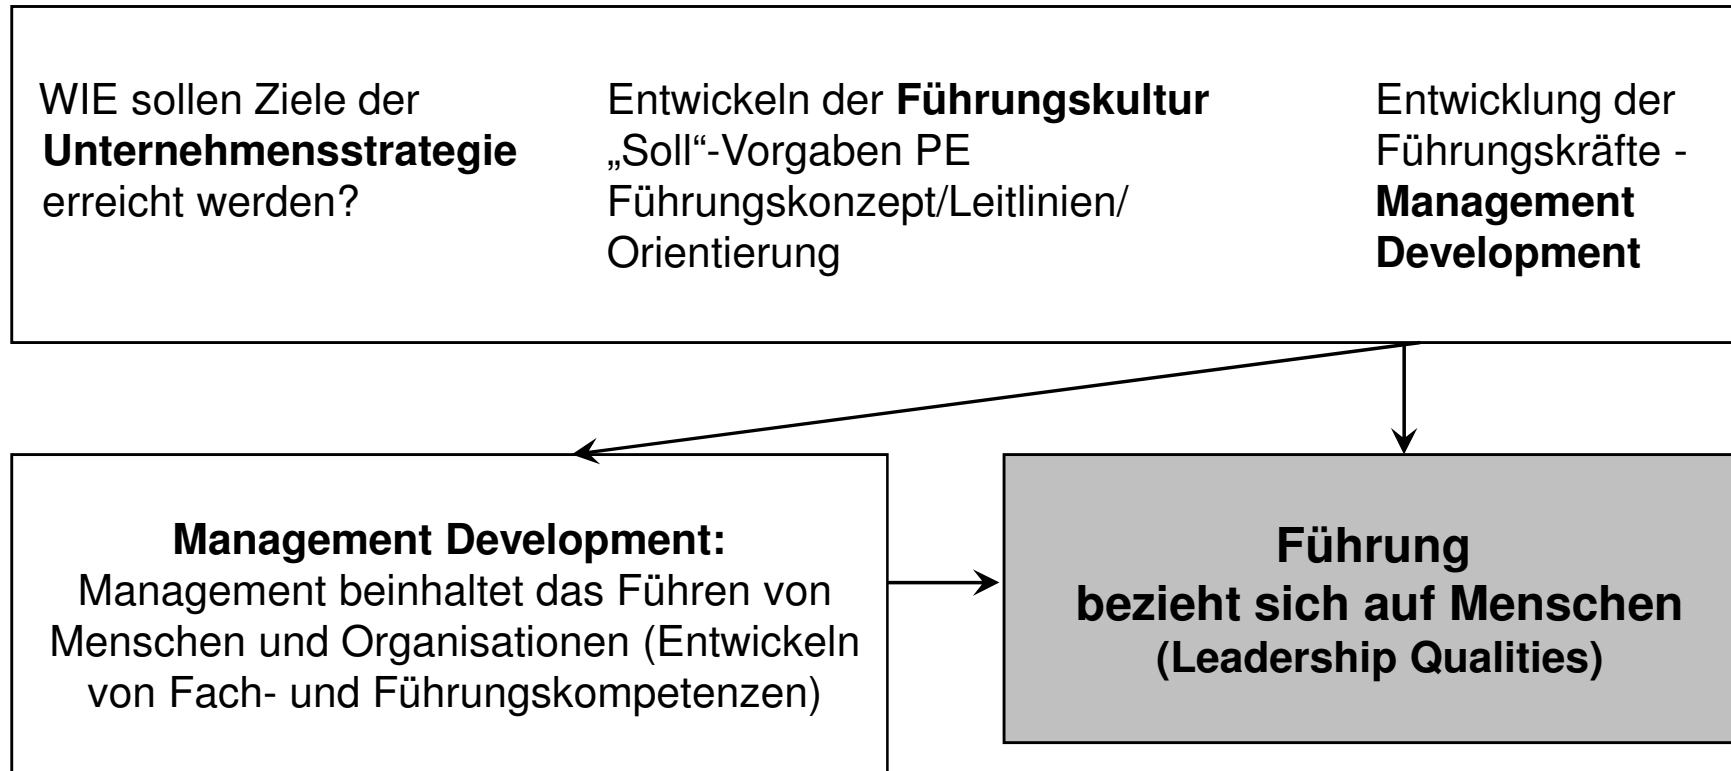 WIE sollen Ziele der
Unternehmensstrategie
erreicht werden?
Entwickeln der Führungskultur
„Soll“-Vorgaben PE
Führungskonzept/Leitlinien/
Orientierung
Entwicklung der
Führungskräfte -
Management
Development
Management Development:
Management beinhaltet das Führen von
Menschen und Organisationen (Entwickeln
von Fach- und Führungskompetenzen)
Führung
bezieht sich auf Menschen
(Leadership Qualities)